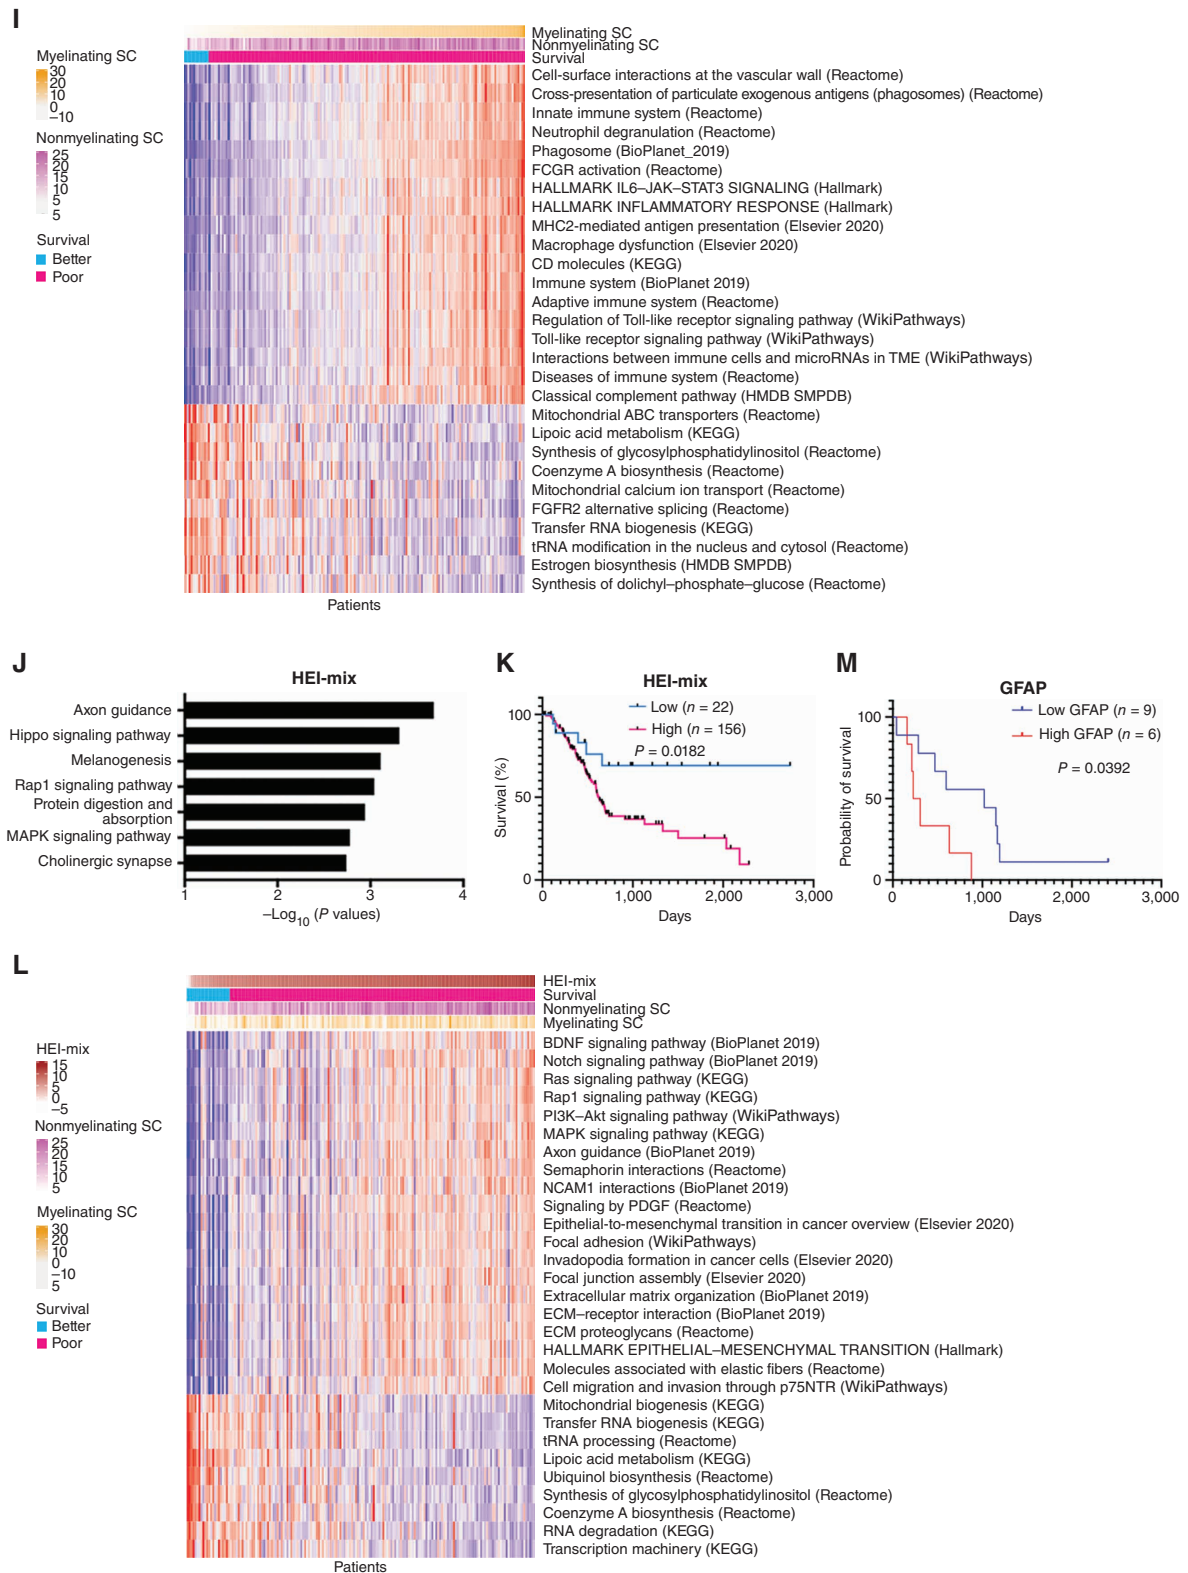 I
Myelinating SC
Nonmyelinating SC
Survival
Myelinating SC
30
20
10
0
−10
Nonmyelinating SC
25
20
15
10
5
5
Survival
Better
Poor
Cell-surface interactions at the vascular wall (Reactome)
Cross-presentation of particulate exogenous antigens (phagosomes) (Reactome)
Innate immune system (Reactome)
Neutrophil degranulation (Reactome)
Phagosome (BioPlanet_2019)
FCGR activation (Reactome)
HALLMARK IL6–JAK–STAT3 SIGNALING (Hallmark)
HALLMARK INFLAMMATORY RESPONSE (Hallmark)
MHC2-mediated antigen presentation (Elsevier 2020)
Macrophage dysfunction (Elsevier 2020)
CD molecules (KEGG)
Immune system (BioPlanet 2019)
Adaptive immune system (Reactome)
Regulation of Toll-like receptor signaling pathway (WikiPathways)
Toll-like receptor signaling pathway (WikiPathways)
Interactions between immune cells and microRNAs in TME (WikiPathways)
Diseases of immune system (Reactome)
Classical complement pathway (HMDB SMPDB)
Mitochondrial ABC transporters (Reactome)
Lipoic acid metabolism (KEGG)
Synthesis of glycosylphosphatidylinositol (Reactome)
Coenzyme A biosynthesis (Reactome)
Mitochondrial calcium ion transport (Reactome)
FGFR2 alternative splicing (Reactome)
Transfer RNA biogenesis (KEGG)
tRNA modification in the nucleus and cytosol (Reactome)
Estrogen biosynthesis (HMDB SMPDB)
Synthesis of dolichyl–phosphate–glucose (Reactome)
Patients
J
HEI-mix
Axon guidance
Hippo signaling pathway
Melanogenesis
Rap1 signaling pathway
Protein digestion and
absorption
MAPK signaling pathway
Cholinergic synapse
1 2 3 4
−Log10 (P values)
K
HEI-mix
Low (n = 22)
High (n = 156)
P = 0.0182
Survival (%)
100
50
0
0 1,000 2,000 3,000
Days
M
GFAP
Low GFAP (n = 9)
High GFAP (n = 6)
P = 0.0392
Probability of survival
100
50
0
0 1,000 2,000 3,000
Days
L
HEI-mix
Survival
Nonmyelinating SC
Myelinating SC
HEI-mix
15
10
5
0
−5
Nonmyelinating SC
25
20
15
10
5
Myelinating SC
30
20
10
0
−10
5
Survival
Better
Poor
BDNF signaling pathway (BioPlanet 2019)
Notch signaling pathway (BioPlanet 2019)
Ras signaling pathway (KEGG)
Rap1 signaling pathway (KEGG)
PI3K–Akt signaling pathway (WikiPathways)
MAPK signaling pathway (KEGG)
Axon guidance (BioPlanet 2019)
Semaphorin interactions (Reactome)
NCAM1 interactions (BioPlanet 2019)
Signaling by PDGF (Reactome)
Epithelial-to-mesenchymal transition in cancer overview (Elsevier 2020)
Focal adhesion (WikiPathways)
Invadopodia formation in cancer cells (Elsevier 2020)
Focal junction assembly (Elsevier 2020)
Extracellular matrix organization (BioPlanet 2019)
ECM–receptor interaction (BioPlanet 2019)
ECM proteoglycans (Reactome)
HALLMARK EPITHELIAL–MESENCHYMAL TRANSITION (Hallmark)
Molecules associated with elastic fibers (Reactome)
Cell migration and invasion through p75NTR (WikiPathways)
Mitochondrial biogenesis (KEGG)
Transfer RNA biogenesis (KEGG)
tRNA processing (Reactome)
Lipoic acid metabolism (KEGG)
Ubiquinol biosynthesis (Reactome)
Synthesis of glycosylphosphatidylinositol (Reactome)
Coenzyme A biosynthesis (Reactome)
RNA degradation (KEGG)
Transcription machinery (KEGG)
Patients